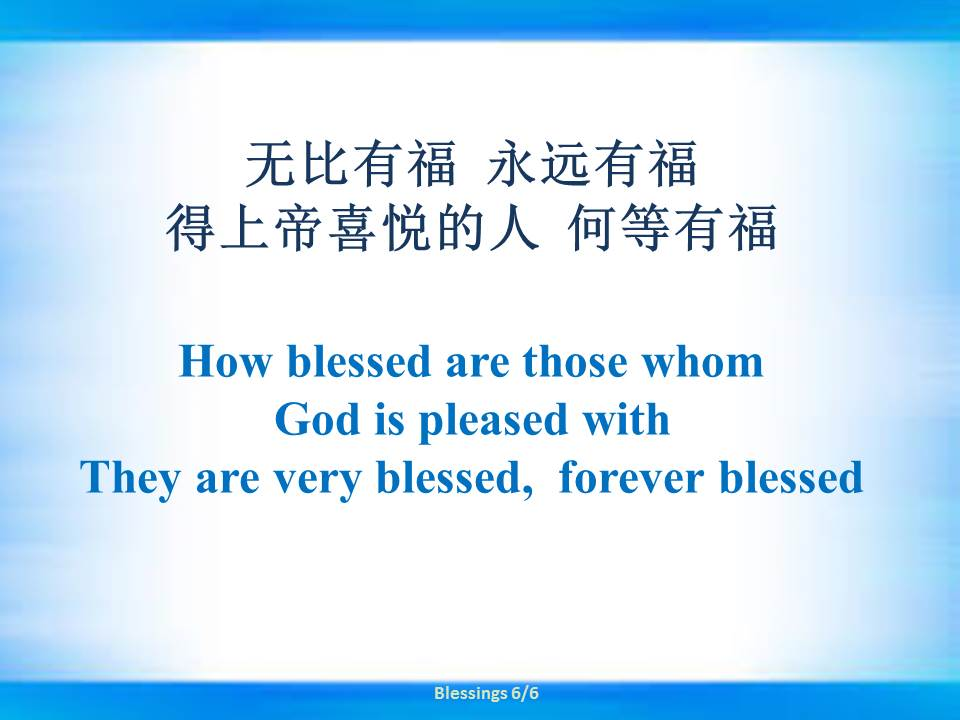 无比有福 永远有福
得上帝喜悦的人 何等有福
How blessed are those whom
God is pleased with
They are very blessed, forever blessed
Blessings 6/6